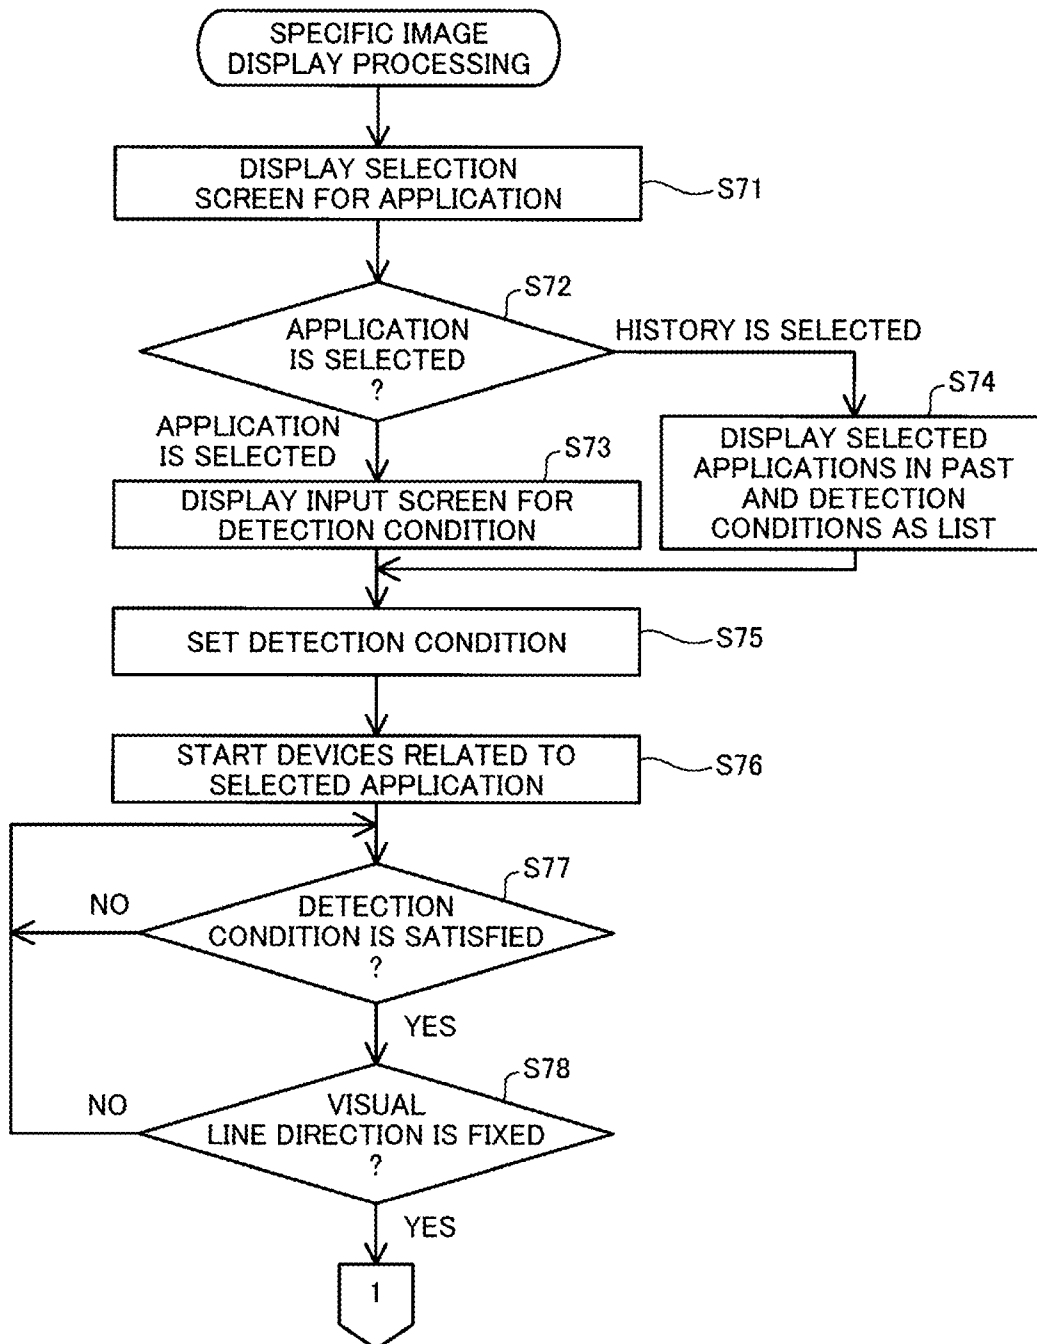 SPECIFIC IMAGE
DISPLAY PROCESSING
DISPLAY SELECTION
SCREEN FOR APPLICATION
S71
S72
APPLICATION
IS SELECTED
?
HISTORY IS SELECTED
APPLICATION
IS SELECTED
S73
DISPLAY INPUT SCREEN FOR
DETECTION CONDITION
S74
DISPLAY SELECTED
APPLICATIONS IN PAST
AND DETECTION
CONDITIONS AS LIST
SET DETECTION CONDITION
S75
START DEVICES RELATED TO
SELECTED APPLICATION
S76
S77
DETECTION
CONDITION IS SATISFIED
?
NO
YES
S78
VISUAL
LINE DIRECTION IS FIXED
?
NO
YES
1